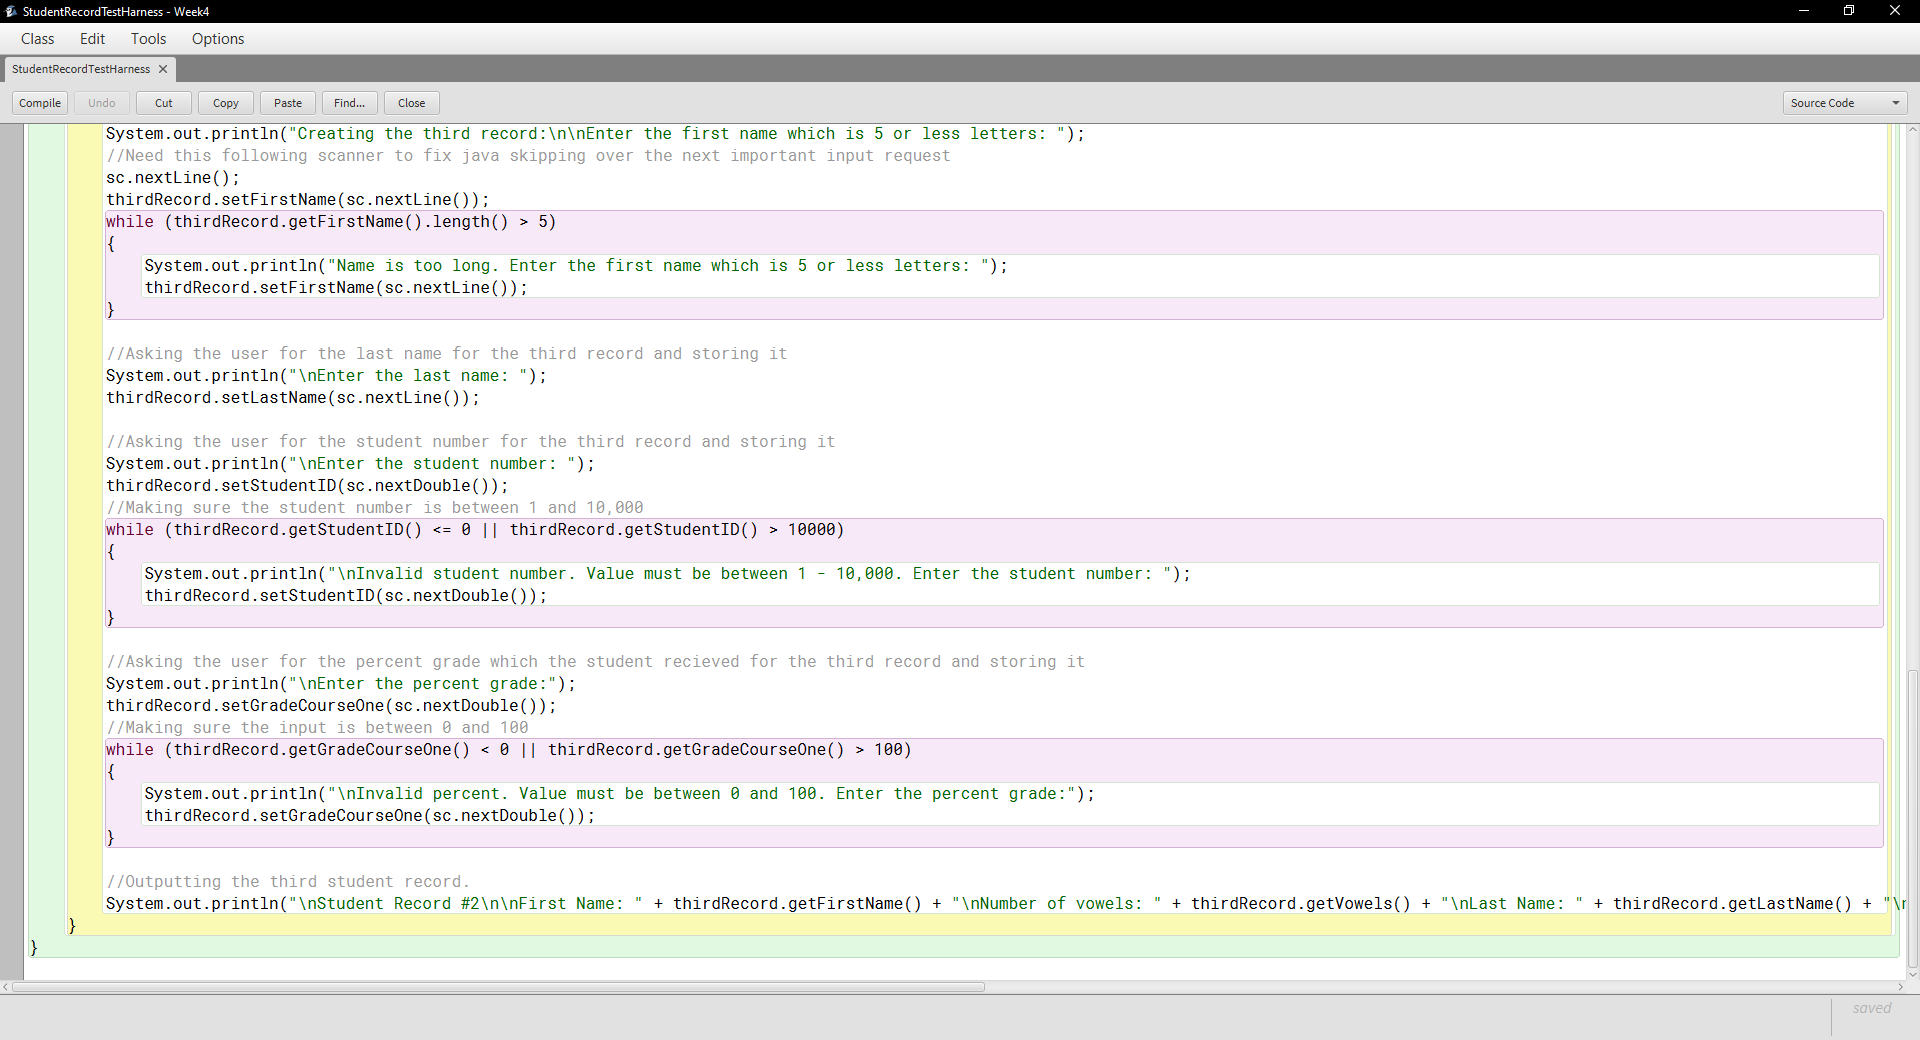 StudentRecordTestHarness - Week4
Class Edit Tools Options
StudentRecordTestHarness
Compile Undo Cut Copy Paste Find... Close Source Code
System.out.println("Creating the third record:\n\nEnter the first name which is 5 or less letters: ");
//Need this following scanner to fix java skipping over the next important input request
sc.nextLine();
thirdRecord.setFirstName(sc.nextLine());
while (thirdRecord.getFirstName().length() > 5)
{
System.out.println("Name is too long. Enter the first name which is 5 or less letters: ");
thirdRecord.setFirstName(sc.nextLine());
}
//Asking the user for the last name for the third record and storing it
System.out.println("\nEnter the last name: ");
thirdRecord.setLastName(sc.nextLine());
//Asking the user for the student number for the third record and storing it
System.out.println("\nEnter the student number: ");
thirdRecord.setStudentID(sc.nextDouble());
//Making sure the student number is between 1 and 10,000
while (thirdRecord.getStudentID() <= 0 || thirdRecord.getStudentID() > 10000)
{
System.out.println("\nInvalid student number. Value must be between 1 - 10,000. Enter the student number: ");
thirdRecord.setStudentID(sc.nextDouble());
}
//Asking the user for the percent grade which the student recieved for the third record and storing it
System.out.println("\nEnter the percent grade:");
thirdRecord.setGradeCourseOne(sc.nextDouble());
//Making sure the input is between 0 and 100
while (thirdRecord.getGradeCourseOne() < 0 || thirdRecord.getGradeCourseOne() > 100)
{
System.out.println("\nInvalid percent. Value must be between 0 and 100. Enter the percent grade:");
thirdRecord.setGradeCourseOne(sc.nextDouble());
}
//Outputting the third student record.
System.out.println("\nStudent Record #2\n\nFirst Name: " + thirdRecord.getFirstName() + "\nNumber of vowels: " + thirdRecord.getVowels() + "\nLast Name: " + thirdRecord.getLastName() + "\
}
}
saved